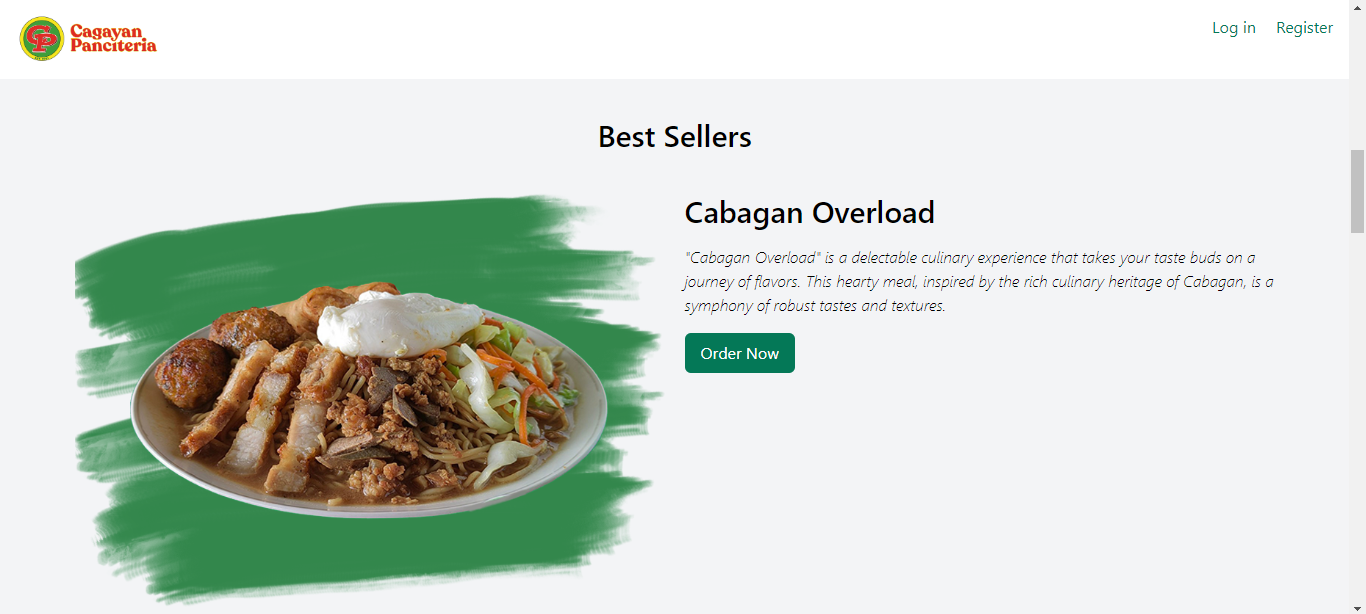 CP
Cagayan
Panciteria
Log in
Register
Best Sellers
Cabagan Overload
"Cabagan Overload" is a delectable culinary experience that takes your taste buds on a
journey of flavors. This hearty meal, inspired by the rich culinary heritage of Cabagan, is a
symphony of robust tastes and textures.
Order Now